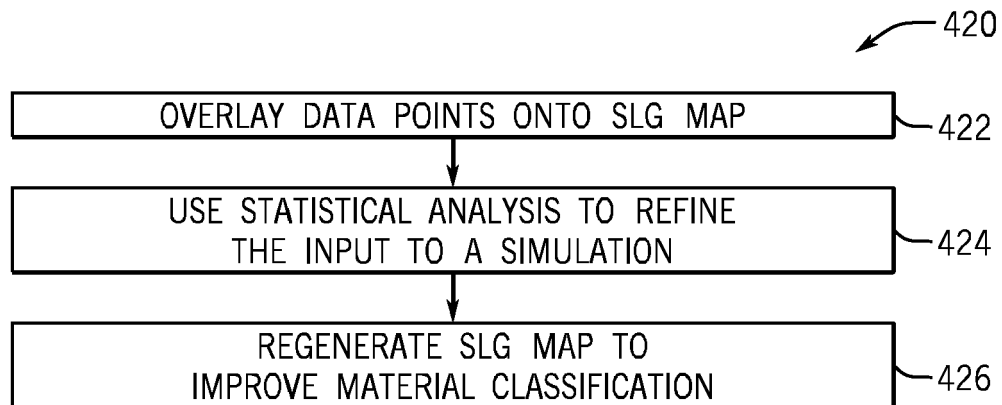 420
OVERLAY DATA POINTS ONTO SLG MAP
422
USE STATISTICAL ANALYSIS TO REFINE
THE INPUT TO A SIMULATION
424
REGENERATE SLG MAP TO
IMPROVE MATERIAL CLASSIFICATION
426